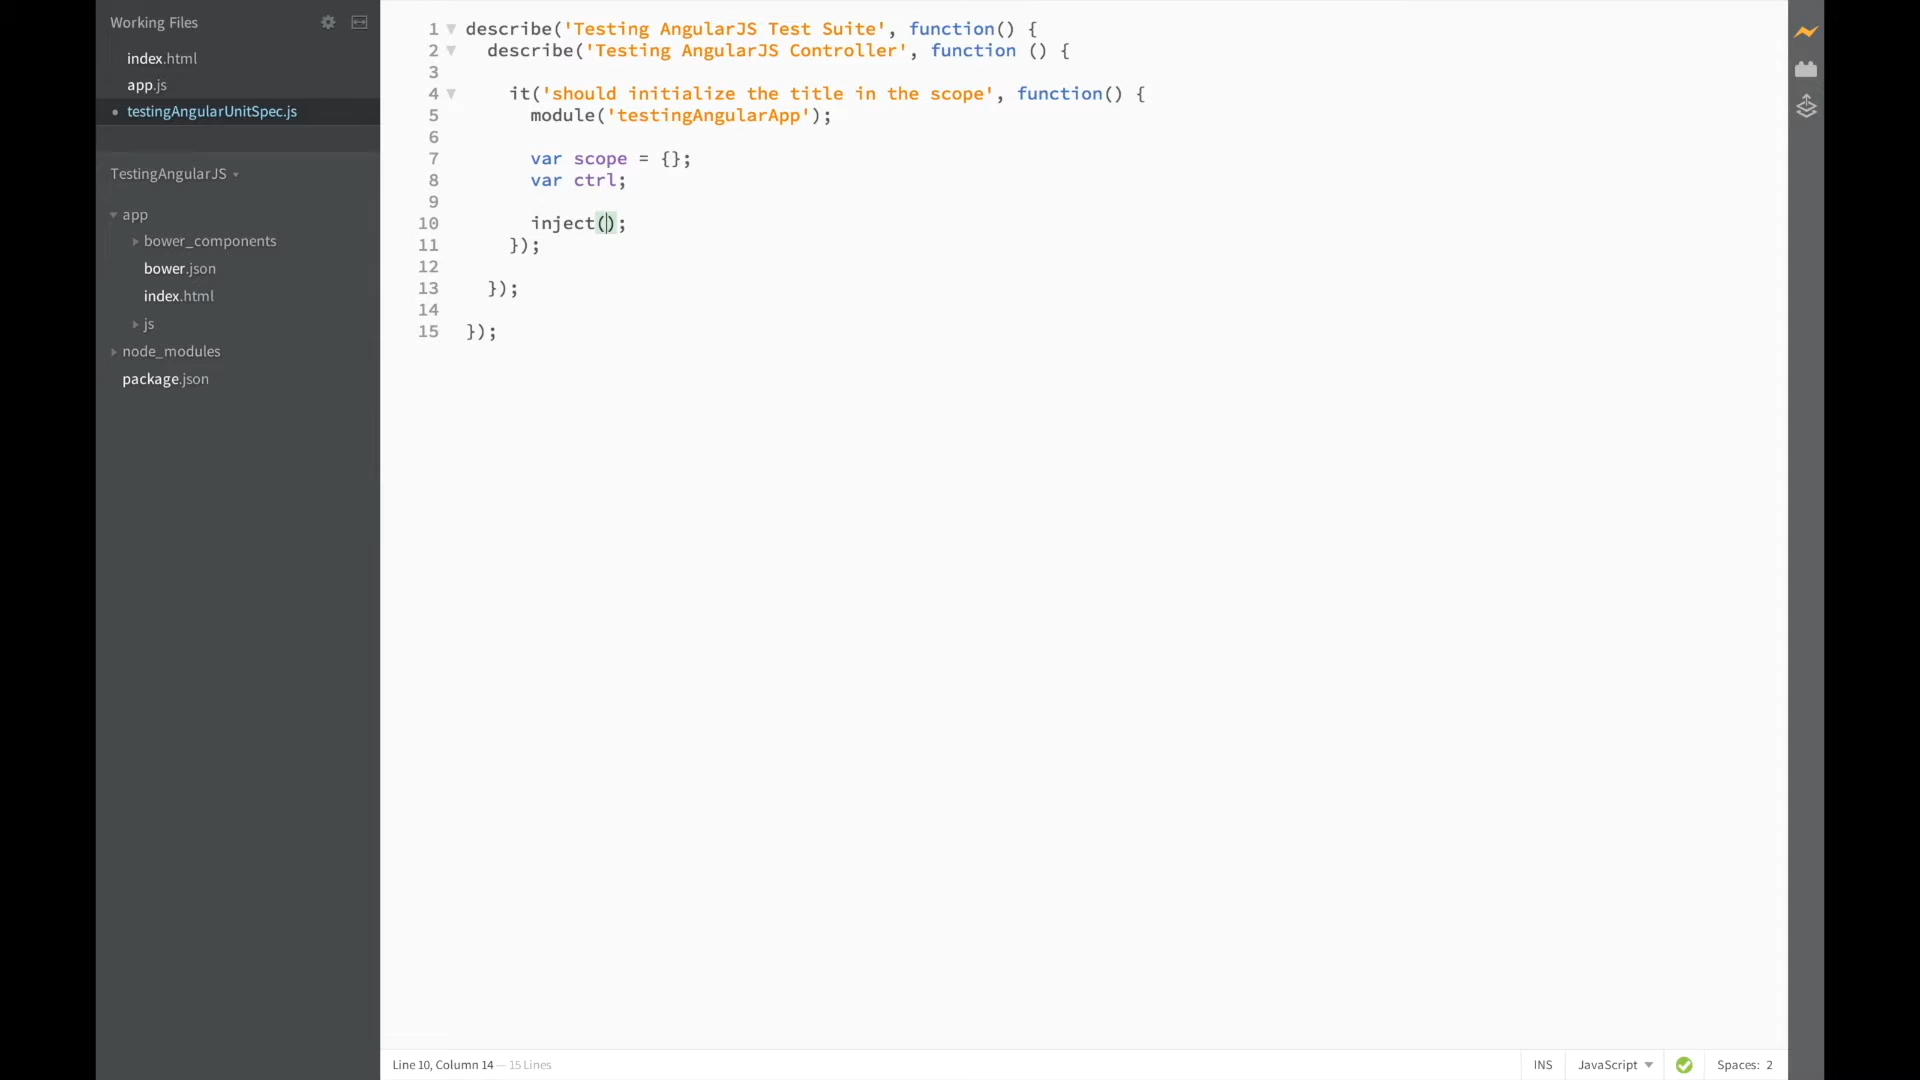 Working Files
index.html
app.js
testingAngularUnitSpec.js
TestingAngularJS
app
bower_components
bower.json
index.html
js
node_modules
package.json
1 describe('Testing AngularJS Test Suite', function() {
2 describe('Testing AngularJS Controller', function () {
3
4 it('should initialize the title in the scope', function() {
5 module('testingAngularApp');
6
7 var scope = {};
8 var ctrl;
9
10 inject();
11 });
12
13 });
14
15 });
Line 10, Column 14 — 15 Lines
INS JavaScript Spaces: 2